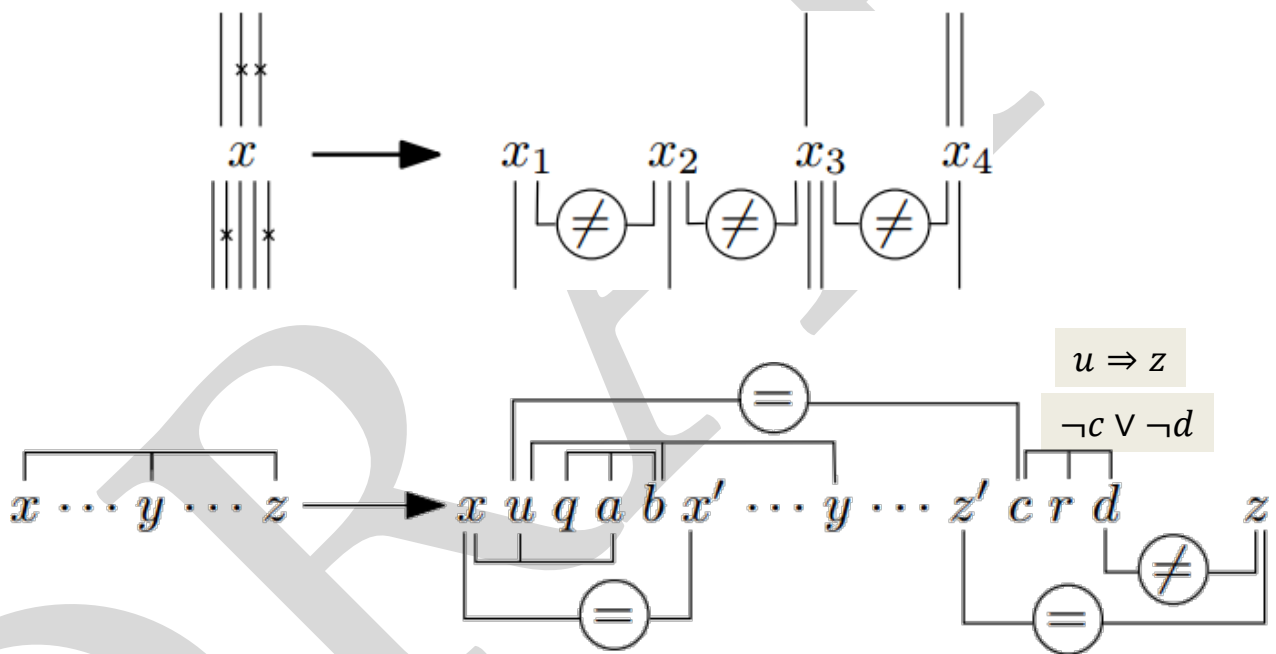 x
x₁ x₂ x₃ x₄
≠ ≠ ≠
u ⇒ z
=
¬c ∨ ¬d
x ⋯ y ⋯ z
x u q a b x′ ⋯ y ⋯ z′ c r d z
≠
= =